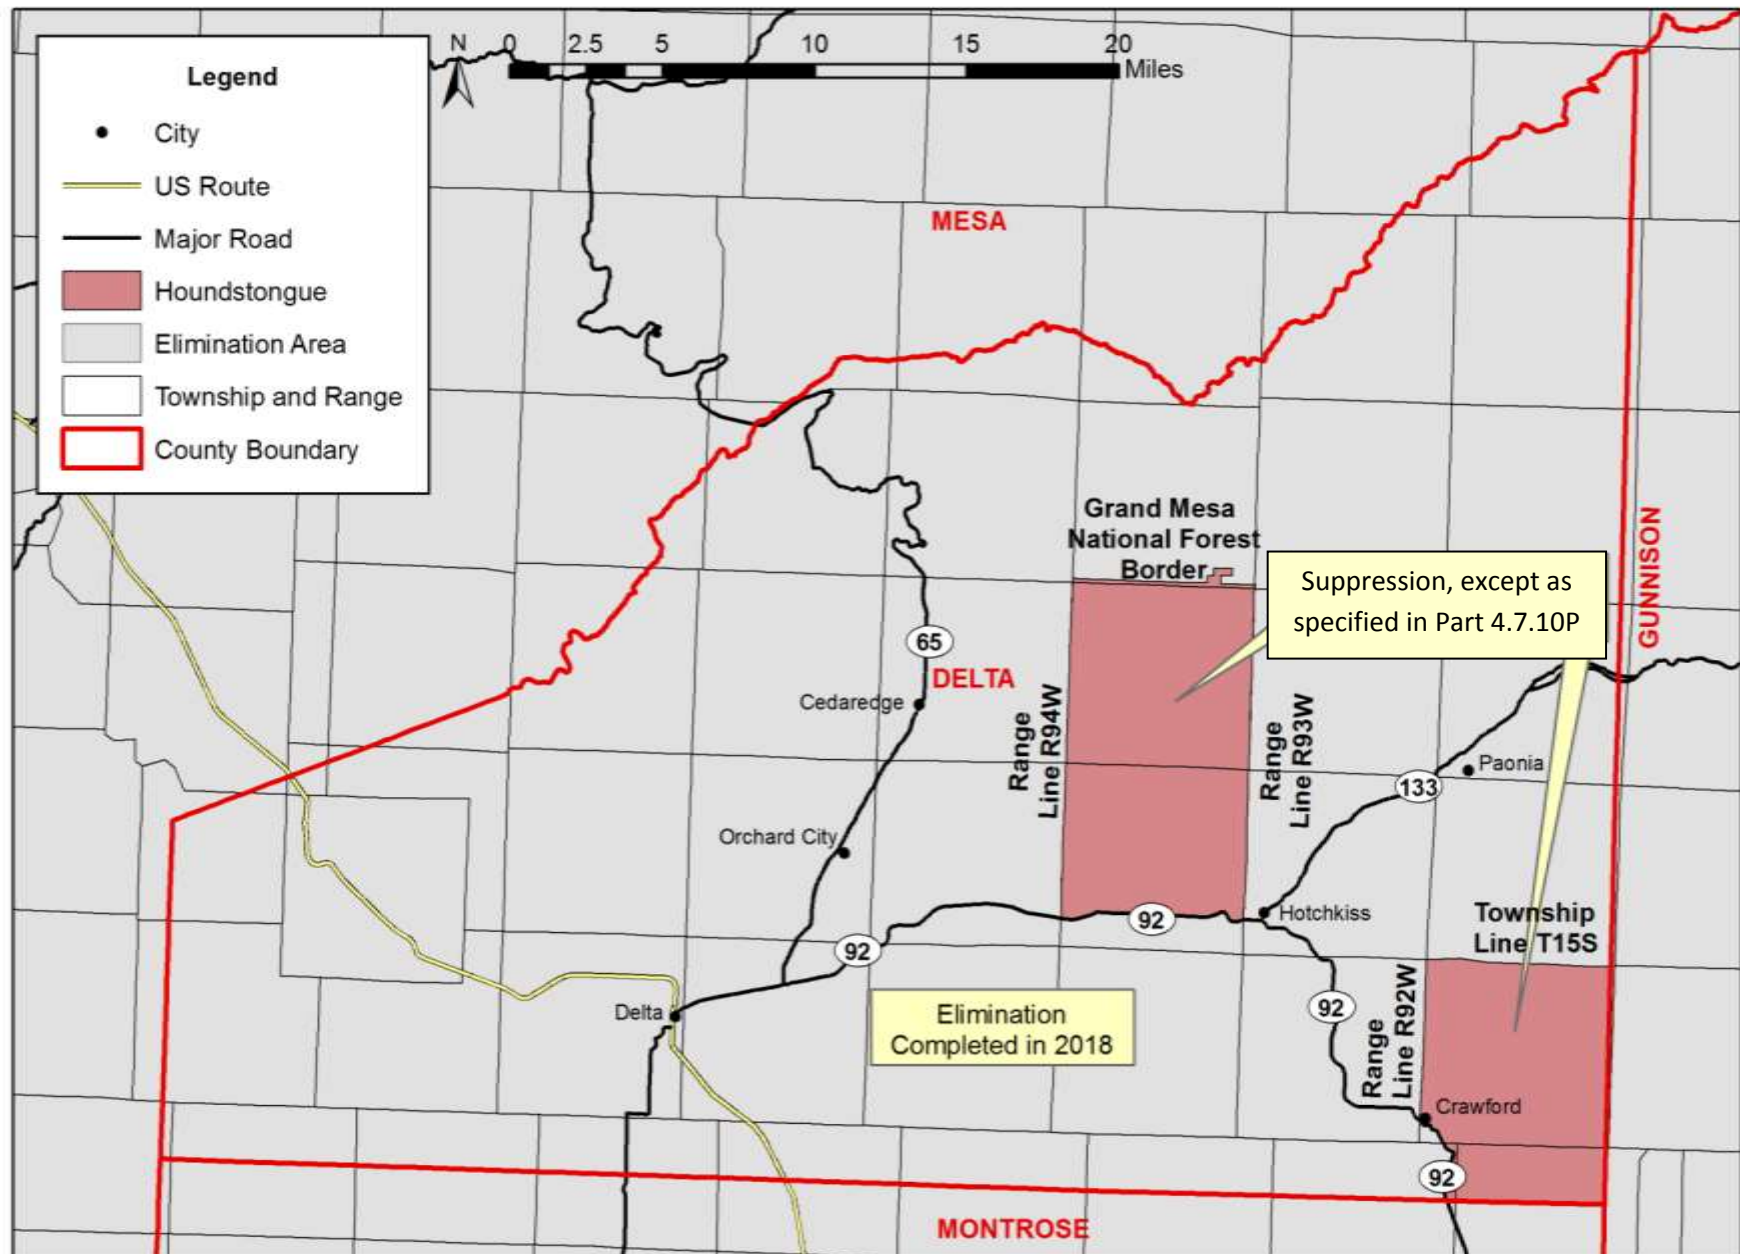 Legend
City
US Route
Major Road
Houndstongue
Elimination Area
Township and Range
County Boundary
N
0 2.5 5 10 15 20
Miles
MESA
Grand Mesa
National Forest
Border
Suppression, except as
specified in Part 4.7.10P
GUNNISON
65
DELTA
Cedaredge
Range
Line R94W
Range
Line R93W
Paonia
133
Orchard City
Hotchkiss
92
92
Township
Line T15S
Delta
Elimination
Completed in 2018
92
Range
Line R92W
Crawford
92
MONTROSE